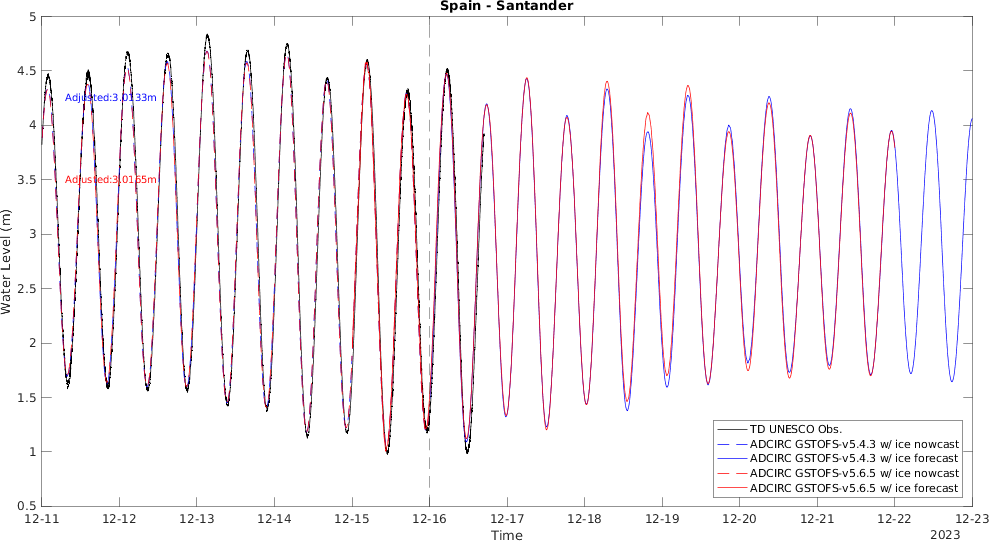 Spain - Santander
5
4.5
4
3.5
3
2.5
2
1.5
1
0.5
Water Level (m)
Adjusted:3.0133m
Adjusted:3.0165m
TD UNESCO Obs.
ADCIRC GSTOFS-v5.4.3 w/ ice nowcast
ADCIRC GSTOFS-v5.4.3 w/ ice forecast
ADCIRC GSTOFS-v5.6.5 w/ ice nowcast
ADCIRC GSTOFS-v5.6.5 w/ ice forecast
12-11 12-12 12-13 12-14 12-15 12-16 12-17 12-18 12-19 12-20 12-21 12-22 12-23
Time
2023